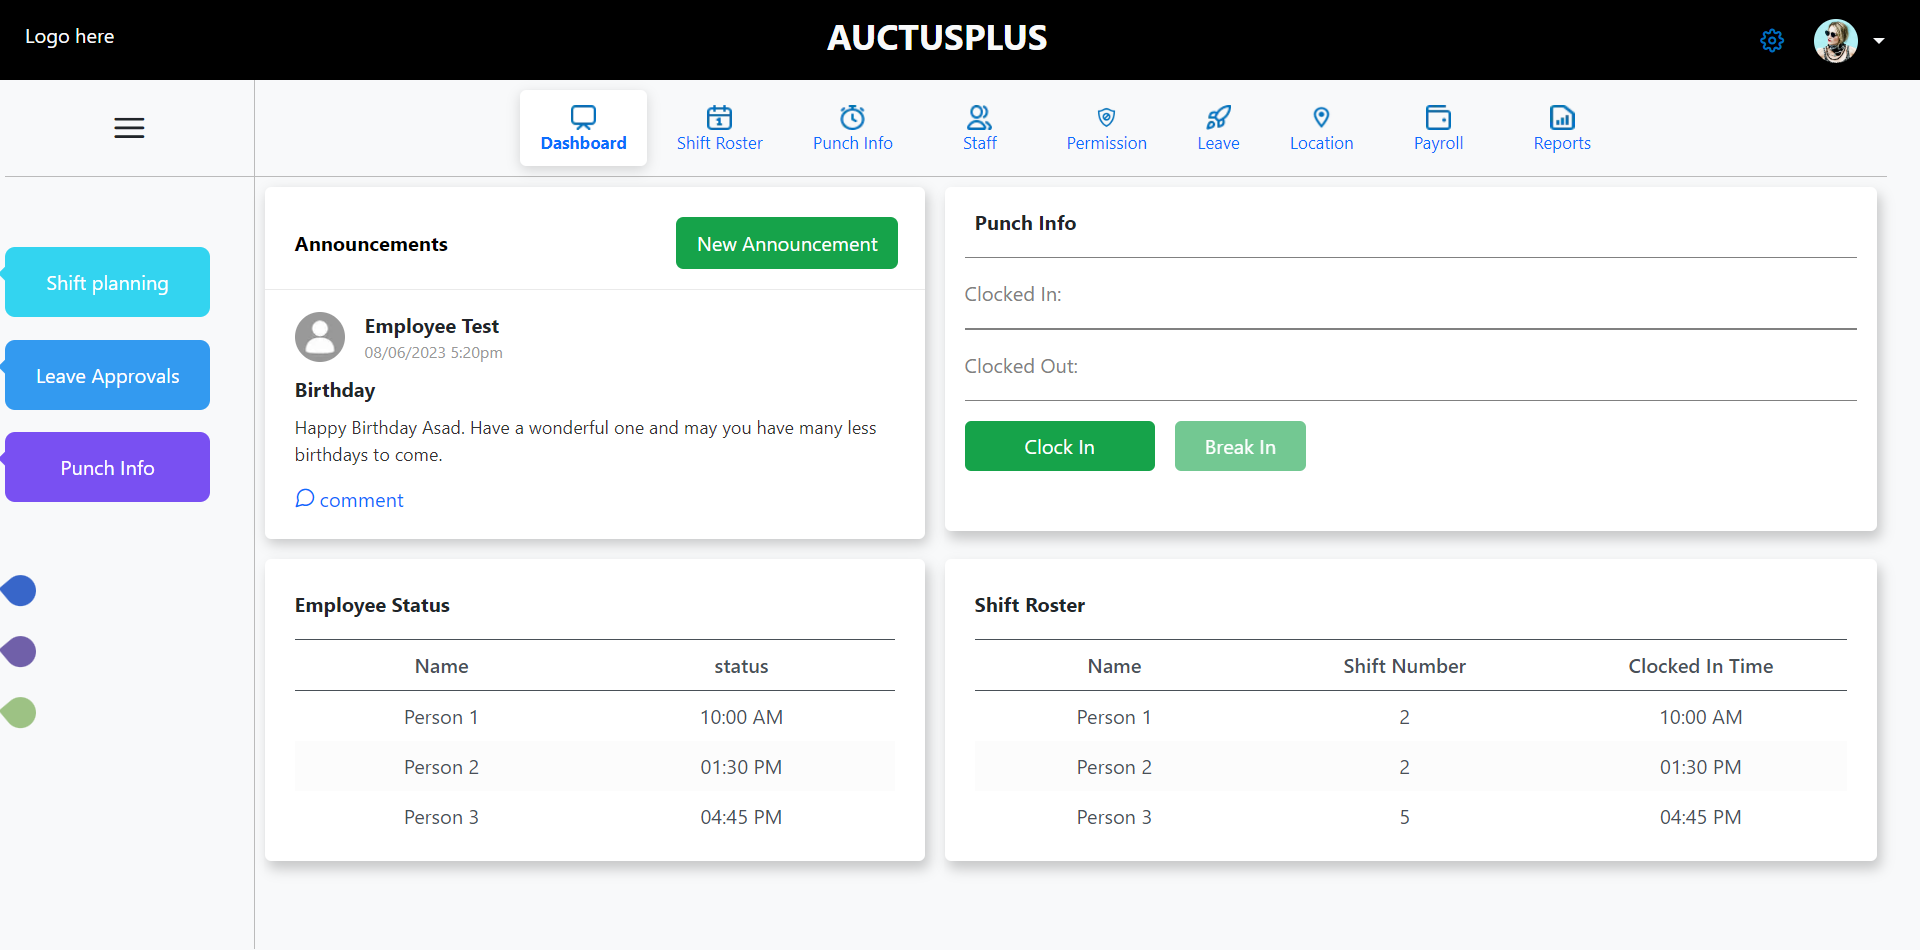 Logo here
AUCTUSPLUS
Dashboard
Shift Roster
Punch Info
Staff
Permission
Leave
Location
Payroll
Reports
Shift planning
Leave Approvals
Punch Info
Announcements
New Announcement
Employee Test
08/06/2023 5:20pm
Birthday
Happy Birthday Asad. Have a wonderful one and may you have many less
birthdays to come.
comment
Punch Info
Clocked In:
Clocked Out:
Clock In
Break In
Employee Status
Name status
Person 1 10:00 AM
Person 2 01:30 PM
Person 3 04:45 PM
Shift Roster
Name Shift Number Clocked In Time
Person 1 2 10:00 AM
Person 2 2 01:30 PM
Person 3 5 04:45 PM